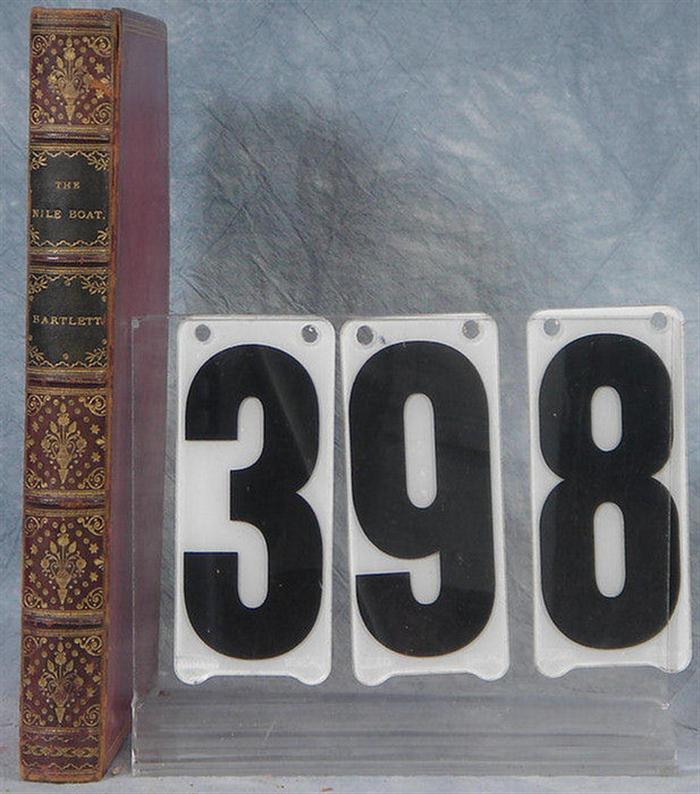 THE
NILE BOAT.
BARTLETT
398